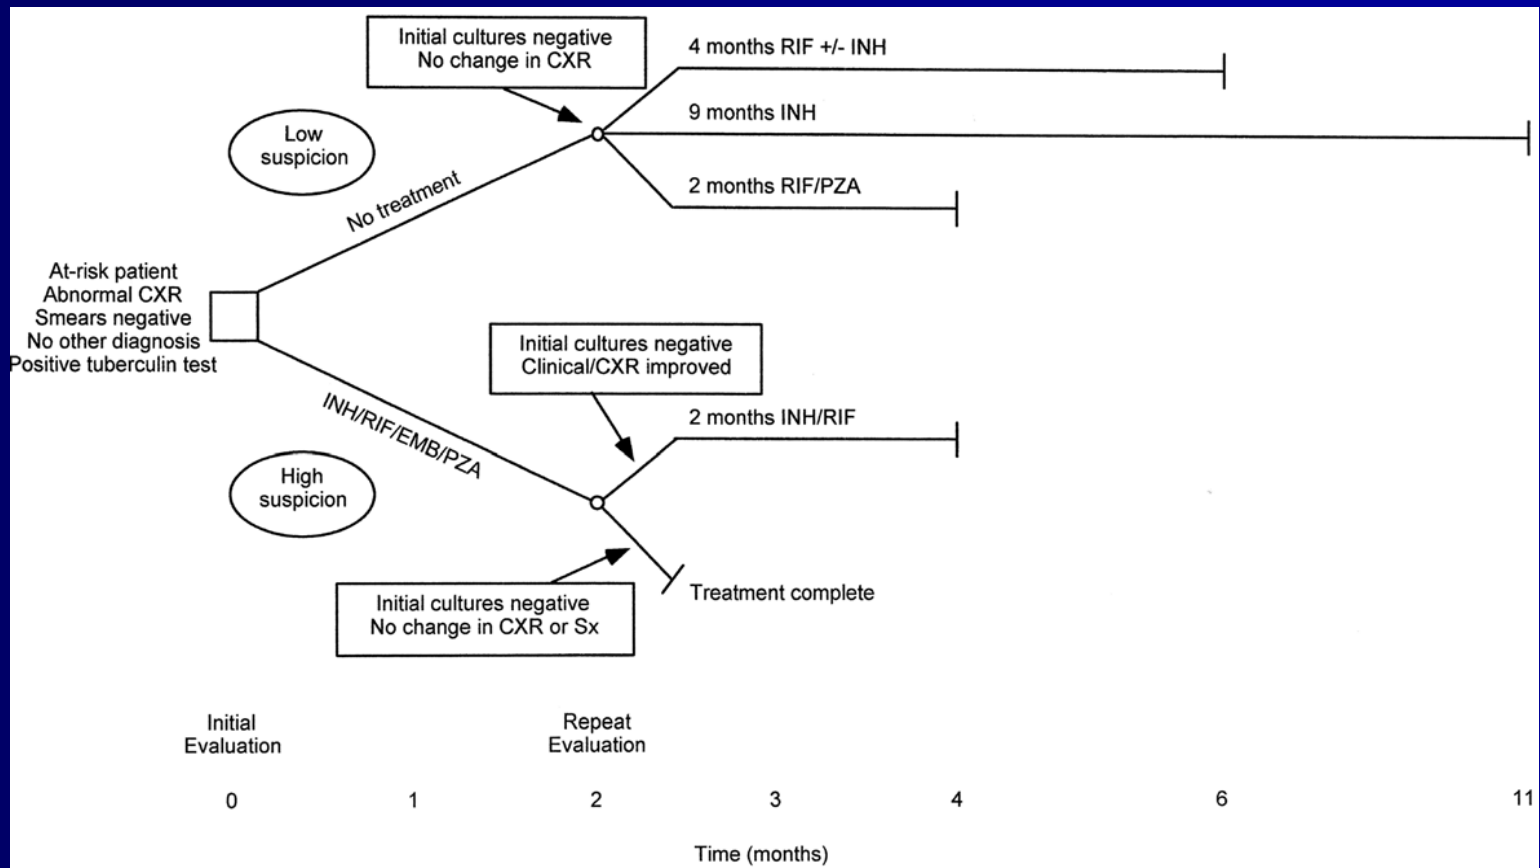 Initial cultures negative
No change in CXR
4 months RIF +/- INH
9 months INH
2 months RIF/PZA
Low
suspicion
No treatment
At-risk patient
Abnormal CXR
Smears negative
No other diagnosis
Positive tuberculin test
Initial cultures negative
Clinical/CXR improved
INH/RIF/EMB/PZA
2 months INH/RIF
High
suspicion
Initial cultures negative
No change in CXR or Sx
Treatment complete
Initial
Evaluation
Repeat
Evaluation
0 1 2 3 4 6 11
Time (months)